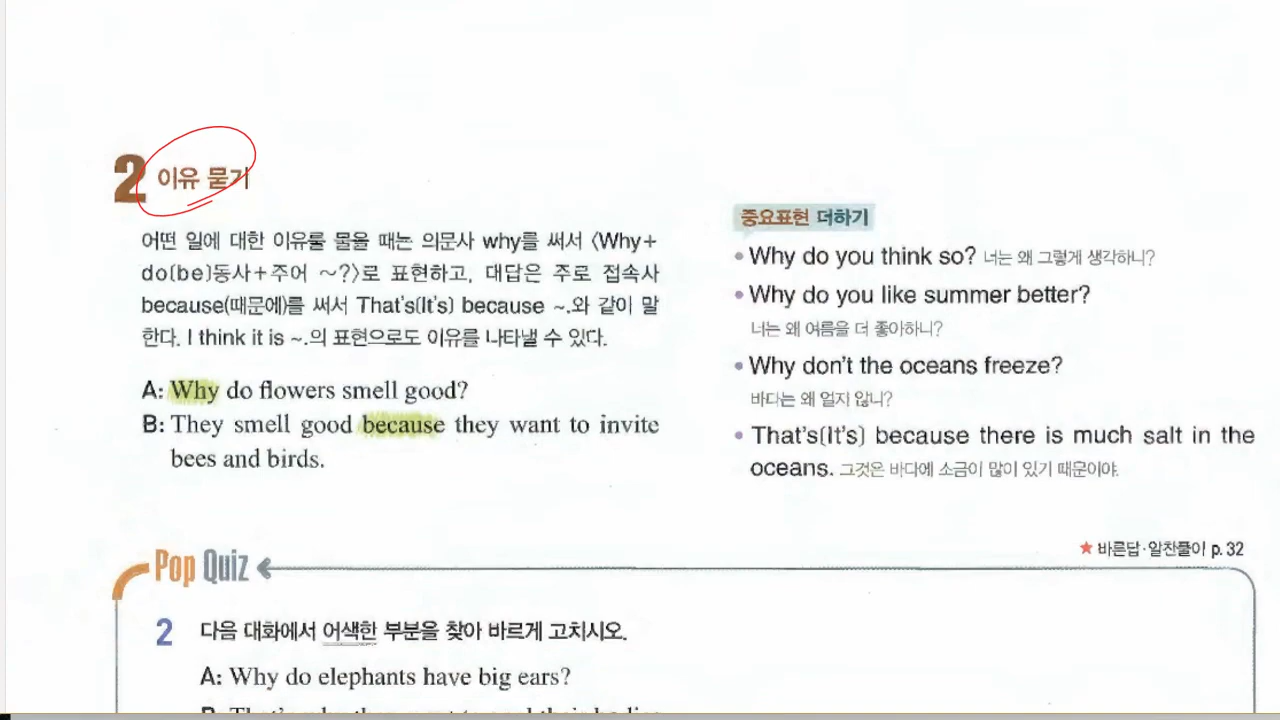 2 이유 묻기
어떤 일에 대한 이유를 물을 때는 의문사 why를 써서 〈Why+
do(be)동사+주어 ~?〉로 표현하고, 대답은 주로 접속사
because(때문에)를 써서 That's(It's) because ~.와 같이 말
한다. I think it is ~.의 표현으로도 이유를 나타낼 수 있다.
A: Why do flowers smell good?
B: They smell good because they want to invite
bees and birds.
중요표현 더하기
• Why do you think so? 너는 왜 그렇게 생각하니?
• Why do you like summer better?
너는 왜 여름을 더 좋아하니?
• Why don't the oceans freeze?
바다는 왜 얼지 않니?
• That's(It's) because there is much salt in the
oceans. 그것은 바다에 소금이 많이 있기 때문이야.
★ 바른답·알찬풀이 p. 32
Pop Quiz
2 다음 대화에서 어색한 부분을 찾아 바르게 고치시오.
A: Why do elephants have big ears?